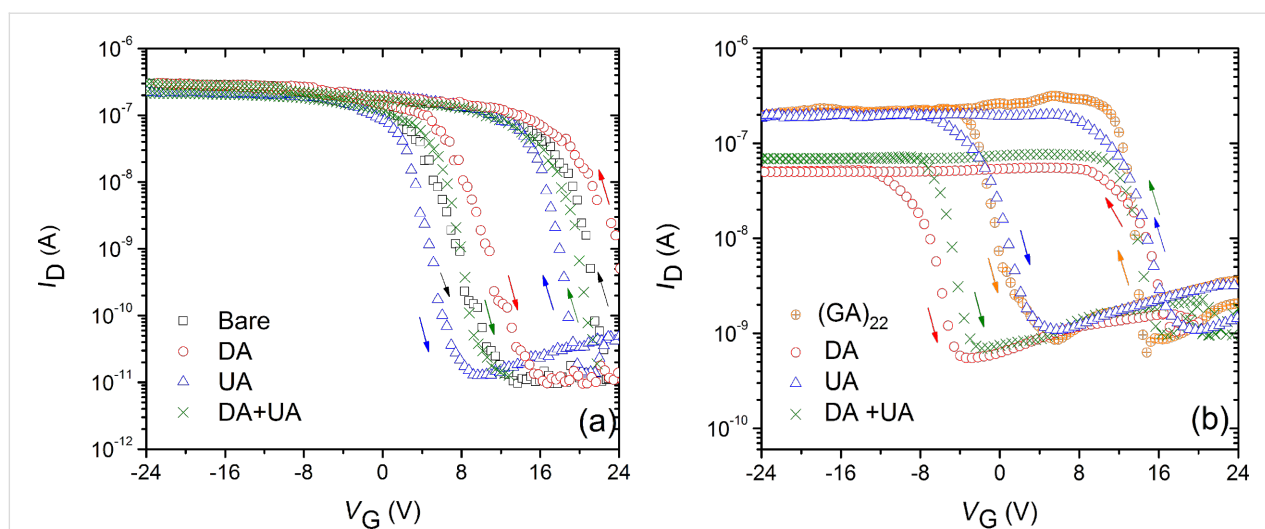 10⁻⁶
10⁻⁷
10⁻⁸
10⁻⁹
10⁻¹⁰
10⁻¹¹
10⁻¹²
I_D (A)
Bare
DA
UA
DA+UA
(a)
-24 -16 -8 0 8 16 24
V_G (V)
10⁻⁶
10⁻⁷
10⁻⁸
10⁻⁹
10⁻¹⁰
I_D (A)
(GA)₂₂
DA
UA
DA +UA
(b)
-24 -16 -8 0 8 16 24
V_G (V)